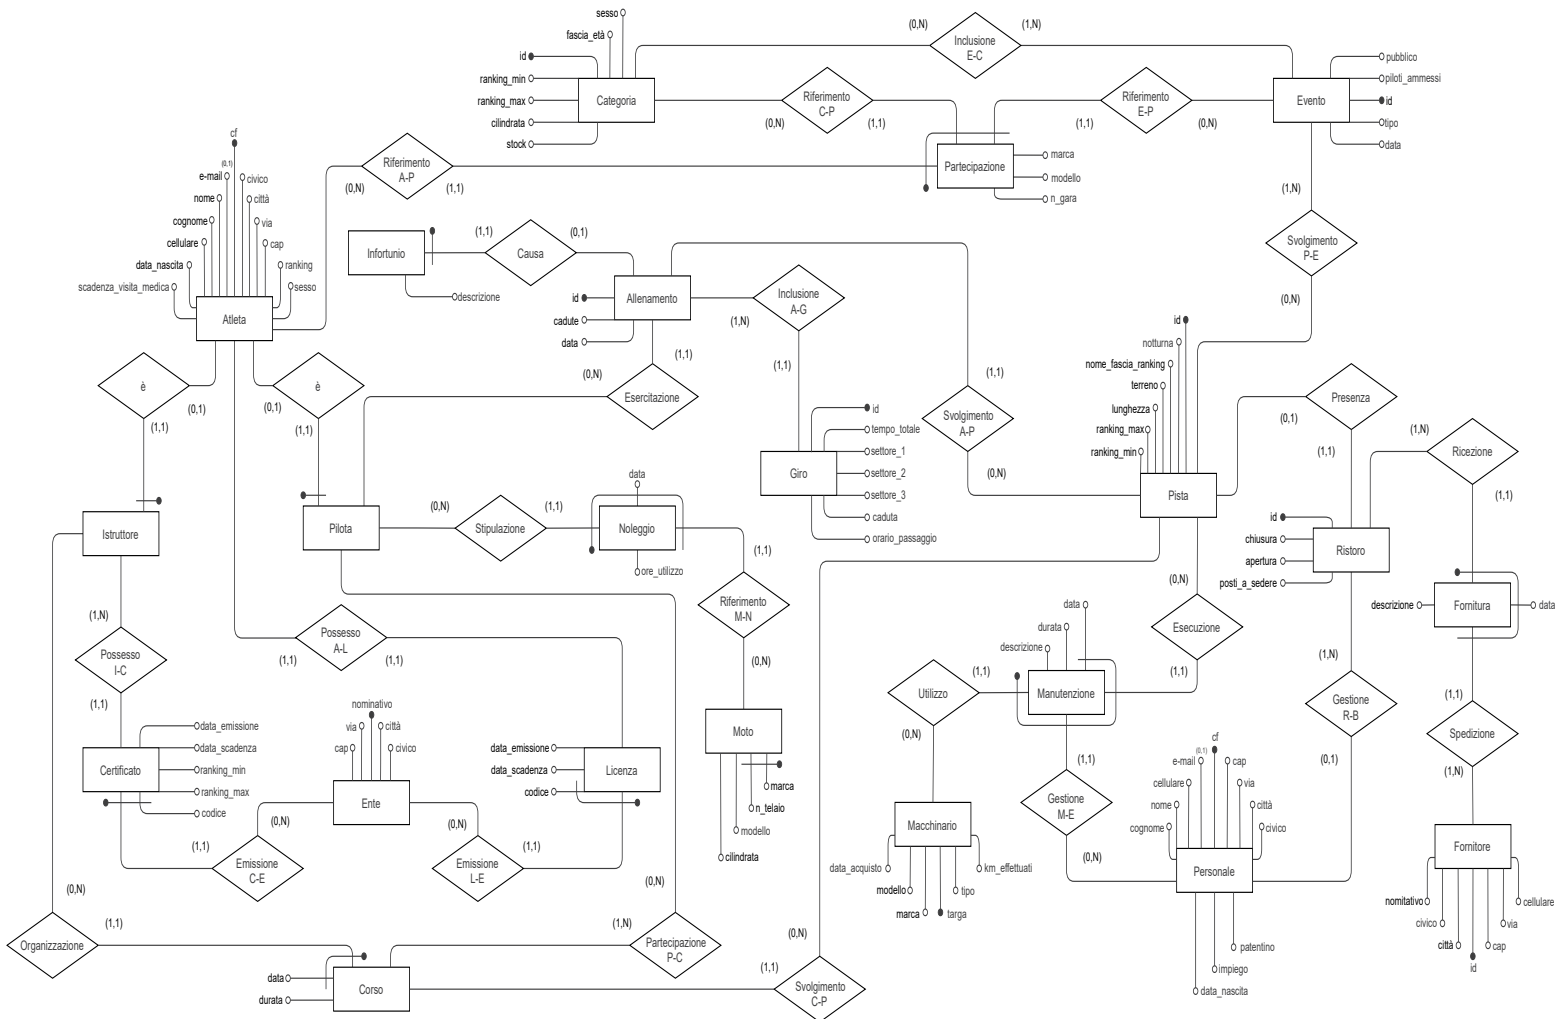 sesso
fascia_età
id
ranking_min
ranking_max
cilindrata
stock
Categoria
(0,N)
Inclusione
E-C
(1,N)
(0,N)
Riferimento
C-P
(1,1)
(1,1)
Riferimento
E-P
(0,N)
Evento
pubblico
piloti_ammessi
id
tipo
data
Partecipazione
marca
modello
n_gara
(0,N)
Riferimento
A-P
(1,1)
cf
(0,1)
e-mail
civico
nome
città
cognome
via
cellulare
cap
data_nascita
ranking
scadenza_visita_medica
sesso
Atleta
Infortunio
descrizione
(1,1)
Causa
(0,1)
Allenamento
id
cadute
data
(1,N)
Inclusione
A-G
(1,1)
(1,1)
(0,N)
Esercitazione
(1,N)
Svolgimento
P-E
(0,N)
(1,1)
Svolgimento
A-P
(0,N)
è
(0,1)
(1,1)
è
(0,1)
(1,1)
Giro
id
tempo_totale
settore_1
settore_2
settore_3
caduta
orario_passaggio
id
notturna
nome_fascia_ranking
terreno
lunghezza
ranking_max
ranking_min
Pista
Presenza
(0,1)
(1,1)
(1,N)
Ricezione
(1,1)
Istruttore
Pilota
(0,N)
Stipulazione
(1,1)
data
Noleggio
ore_utilizzo
(1,1)
Riferimento
M-N
(0,N)
id
chiusura
apertura
posti_a_sedere
Ristoro
descrizione
Fornitura
data
(1,N)
Possesso
I-C
(1,1)
Possesso
A-L
(1,1)
(1,1)
data
durata
descrizione
Manutenzione
(0,N)
Esecuzione
(1,1)
(1,1)
Utilizzo
(0,N)
(1,N)
Gestione
R-B
(0,1)
(1,1)
Spedizione
(1,N)
Certificato
data_emissione
data_scadenza
ranking_min
ranking_max
codice
nominativo
via
città
cap
civico
Ente
data_emissione
data_scadenza
codice
Licenza
Moto
marca
n_telaio
modello
cilindrata
(1,1)
Gestione
M-E
(0,N)
cf
(0,1)
e-mail
cap
cellulare
via
nome
città
cognome
civico
Personale
patentino
impiego
data_nascita
Macchinario
data_acquisto
km_effettuati
modello
tipo
marca
targa
Fornitore
nomitativo
cellulare
civico
via
città
cap
id
(0,N)
(1,1)
Emissione
C-E
(0,N)
(1,1)
Emissione
L-E
(0,N)
Organizzazione
(1,1)
(0,N)
(1,N)
Partecipazione
P-C
data
durata
Corso
(0,N)
(1,1)
Svolgimento
C-P